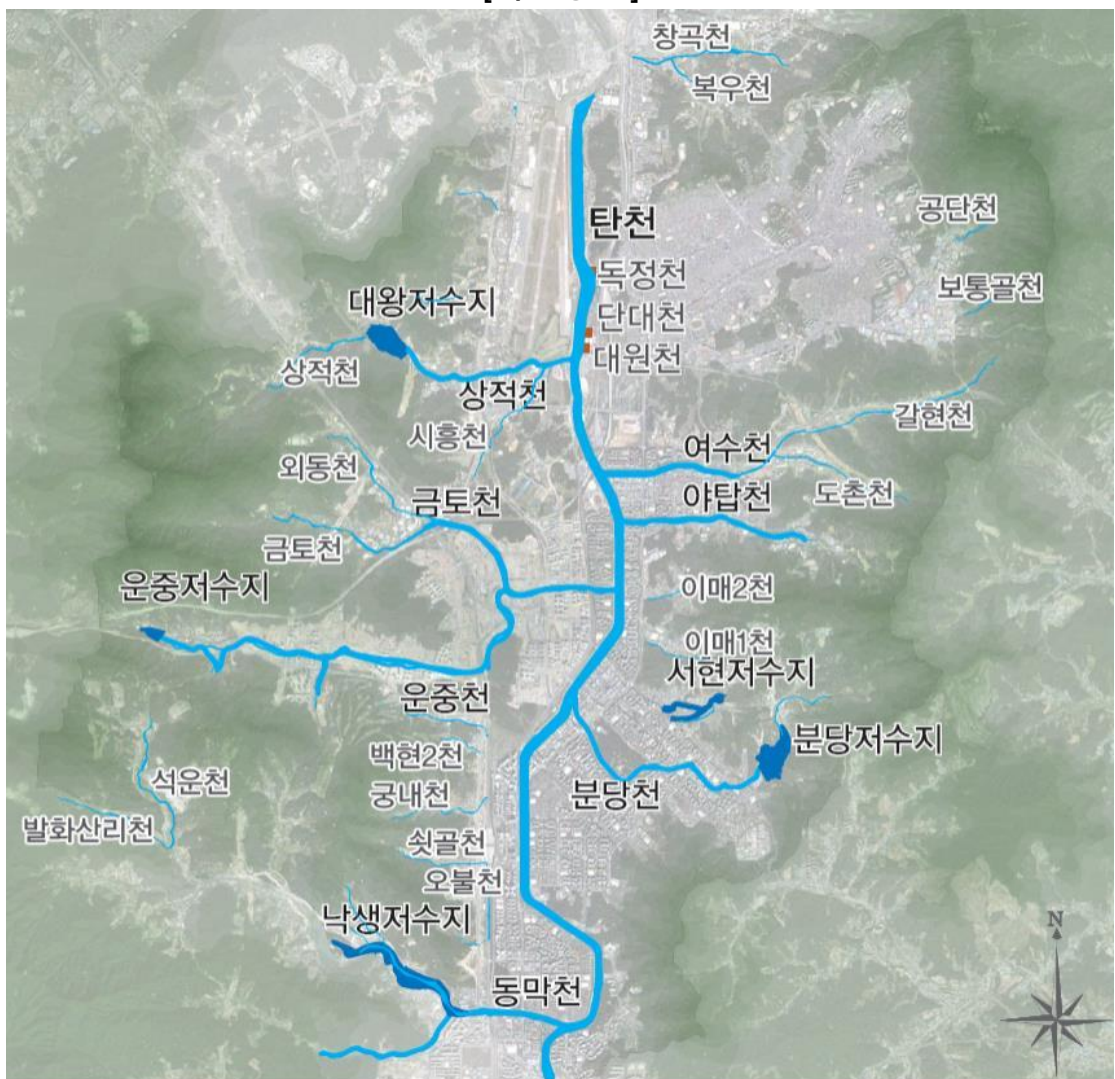 창곡천
복우천
탄천
공단천
독정천
보통골천
대왕저수지
단대천
대원천
상적천
상적천
갈현천
시흥천
여수천
외동천
도촌천
야탑천
금토천
금토천
운중저수지
이매2천
이매1천
서현저수지
운중천
분당저수지
백현2천
석운천
분당천
궁내천
발화산리천
쇳골천
오불천
낙생저수지
N
동막천